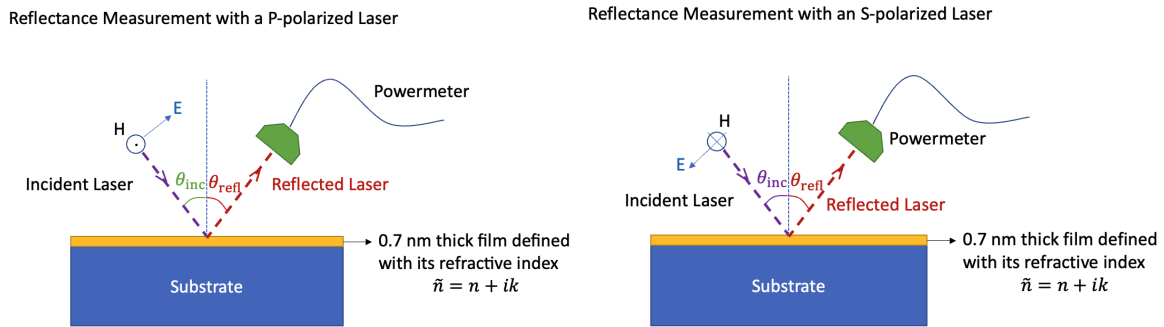 Reflectance Measurement with a P-polarized Laser
E
H
Powermeter
Incident Laser
θinc
θrefl
Reflected Laser
0.7 nm thick film defined
with its refractive index
ñ = n + ik
Substrate
Reflectance Measurement with an S-polarized Laser
H
E
Powermeter
Incident Laser
θinc
θrefl
Reflected Laser
0.7 nm thick film defined
with its refractive index
ñ = n + ik
Substrate